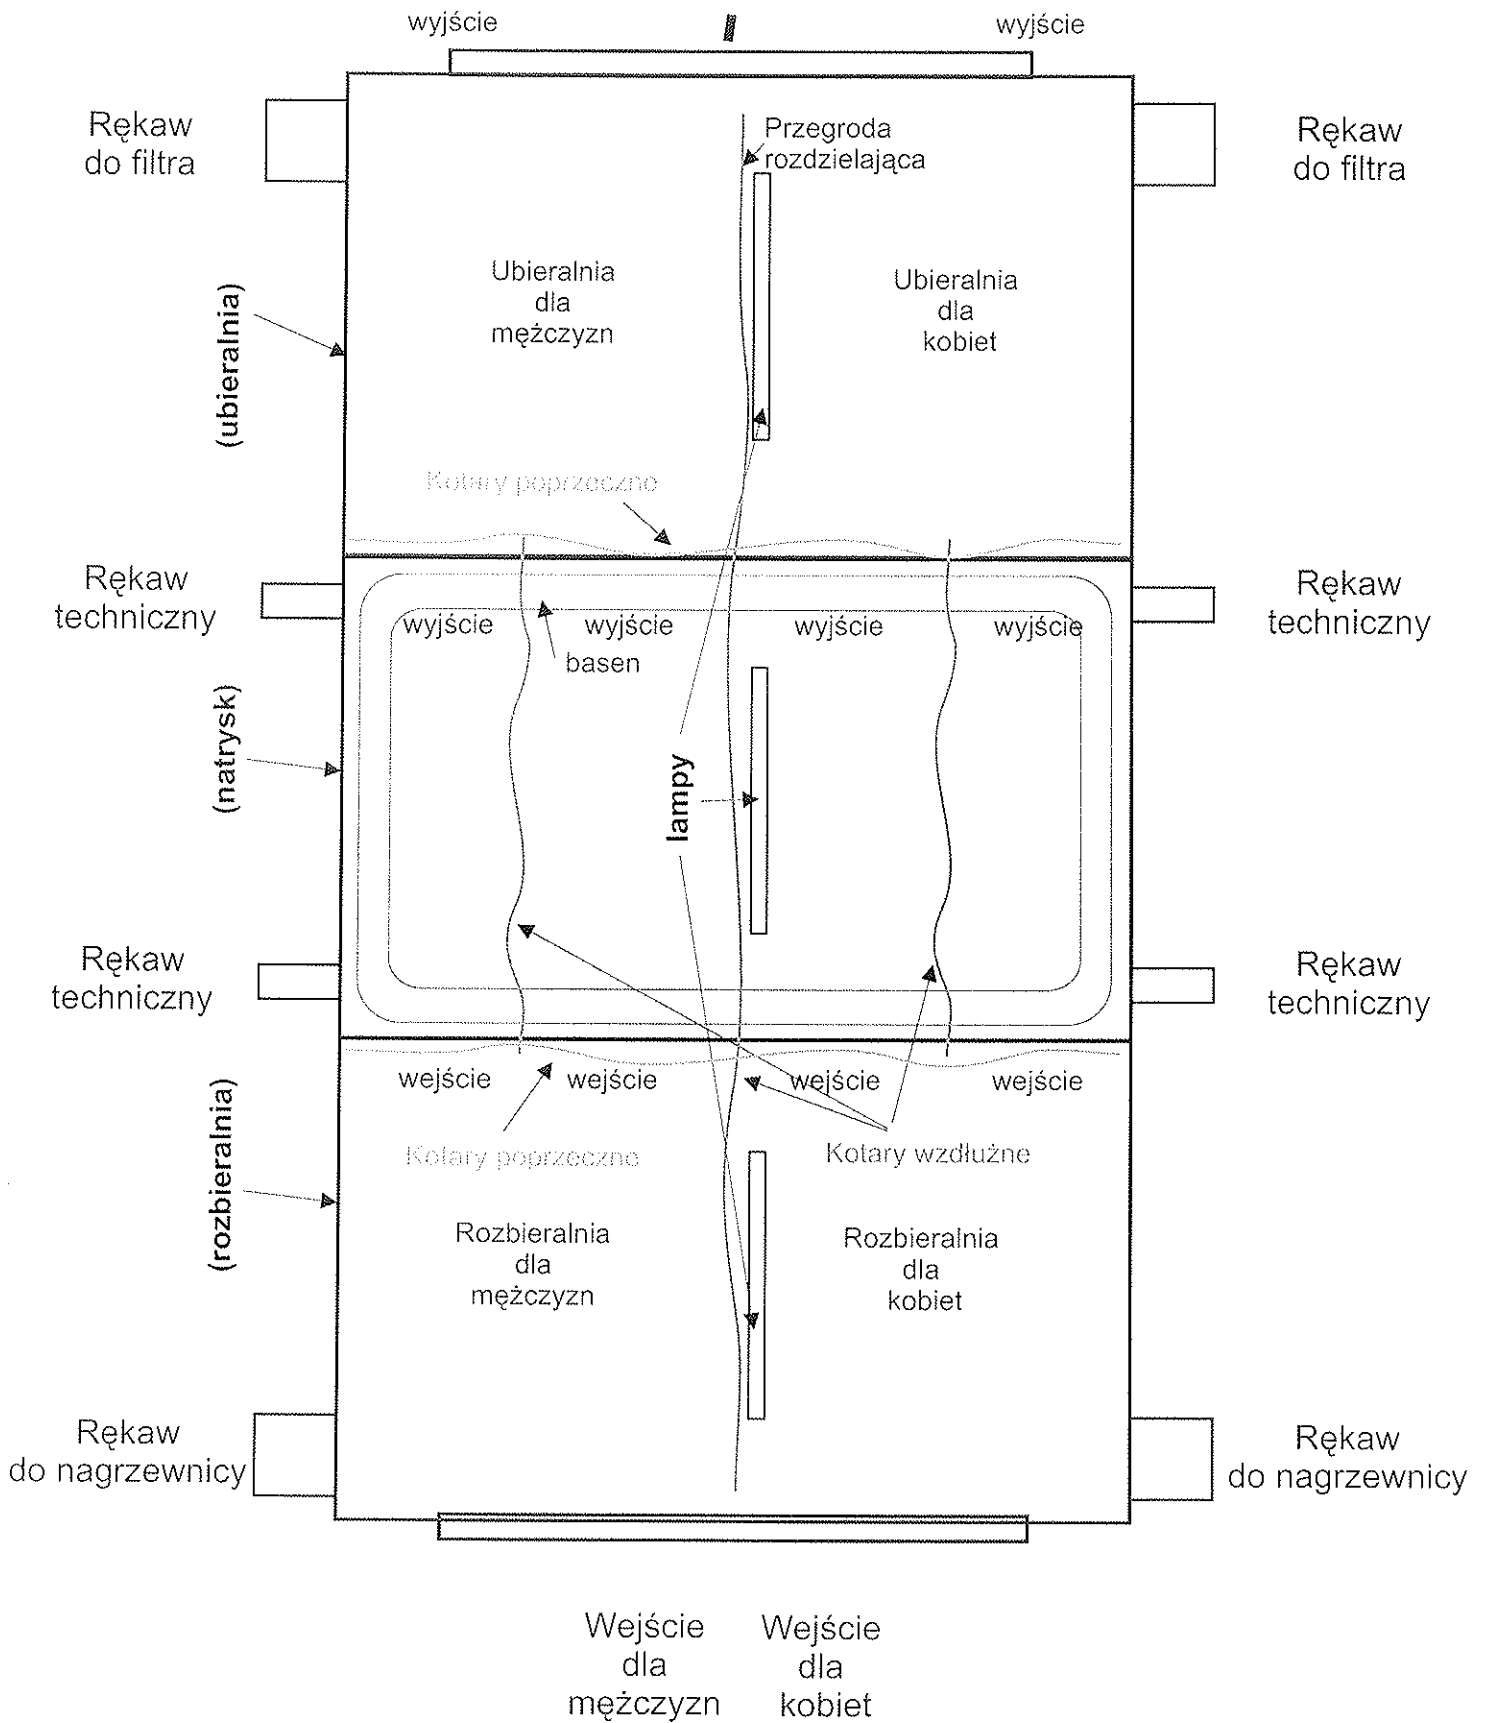 wyjście
wyjście
Rękaw
do filtra
Przegroda
rozdzielająca
Rękaw
do filtra
Ubieralnia
dla
mężczyzn
Ubieralnia
dla
kobiet
(ubieralnia)
Kotary poprzeczno
Rękaw
techniczny
wyjście
wyjście
wyjście
wyjście
Rękaw
techniczny
basen
(natrysk)
lampy
Rękaw
techniczny
Rękaw
techniczny
wejście
wejście
wejście
wejście
(rozbieralnia)
Kotary poprzeczno
Kotary wzdłużne
Rozbieralnia
dla
mężczyzn
Rozbieralnia
dla
kobiet
Rękaw
do nagrzewnicy
Rękaw
do nagrzewnicy
Wejście
dla
mężczyzn
Wejście
dla
kobiet